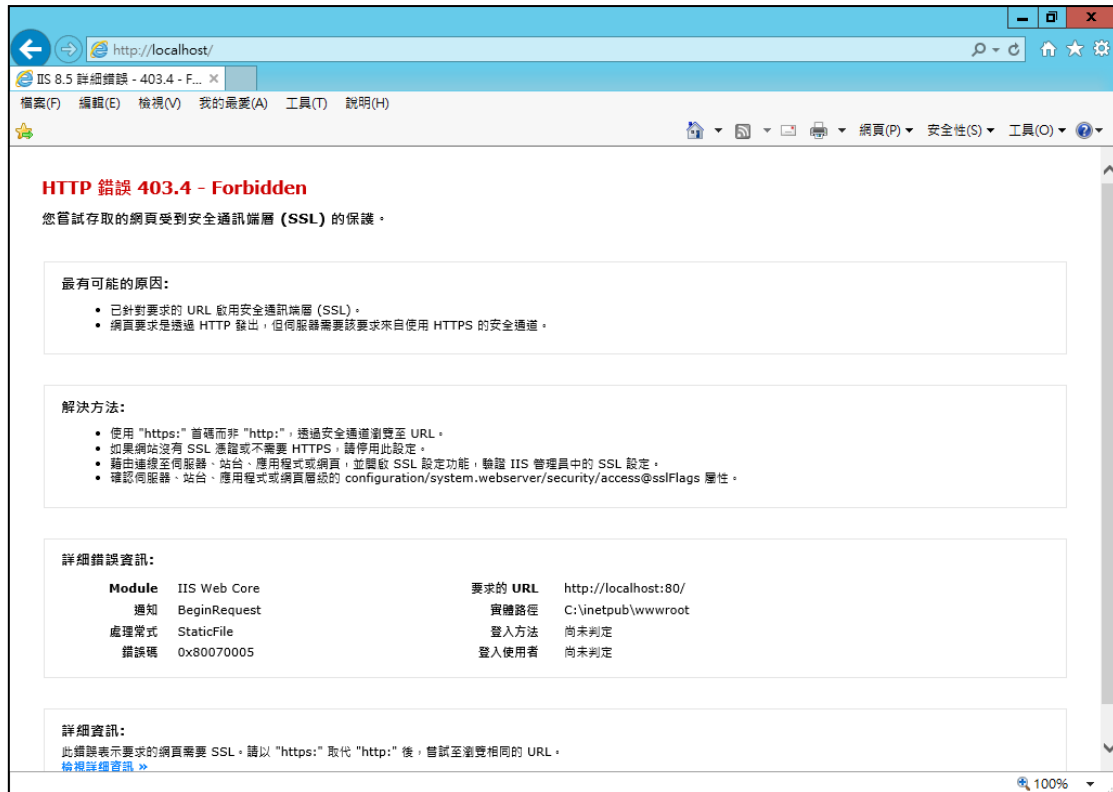 http://localhost/
IIS 8.5 詳細錯誤 - 403.4 - F...
檔案(F) 編輯(E) 檢視(V) 我的最愛(A) 工具(T) 說明(H)
網頁(P) 安全性(S) 工具(O)
HTTP 錯誤 403.4 - Forbidden
您嘗試存取的網頁受到安全通訊端層 (SSL) 的保護。
最有可能的原因:
• 已針對要求的 URL 啟用安全通訊端層 (SSL)。
• 網頁要求是透過 HTTP 發出，但伺服器需要該要求來自使用 HTTPS 的安全通道。
解決方法:
• 使用 "https:" 首碼而非 "http:"，透過安全通道瀏覽至 URL。
• 如果網站沒有 SSL 憑證或不需要 HTTPS，請停用此設定。
• 藉由連線至伺服器、站台、應用程式或網頁，並開啟 SSL 設定功能，驗證 IIS 管理員中的 SSL 設定。
• 確認伺服器、站台、應用程式或網頁層級的 configuration/system.webserver/security/access@sslFlags 屬性。
詳細錯誤資訊:
Module IIS Web Core 要求的 URL http://localhost:80/
通知 BeginRequest 實體路徑 C:\inetpub\wwwroot
處理常式 StaticFile 登入方法 尚未判定
錯誤碼 0x80070005 登入使用者 尚未判定
詳細資訊:
此錯誤表示要求的網頁需要 SSL。請以 "https:" 取代 "http:" 後，嘗試至瀏覽相同的 URL。
檢視詳細資訊 »
100%